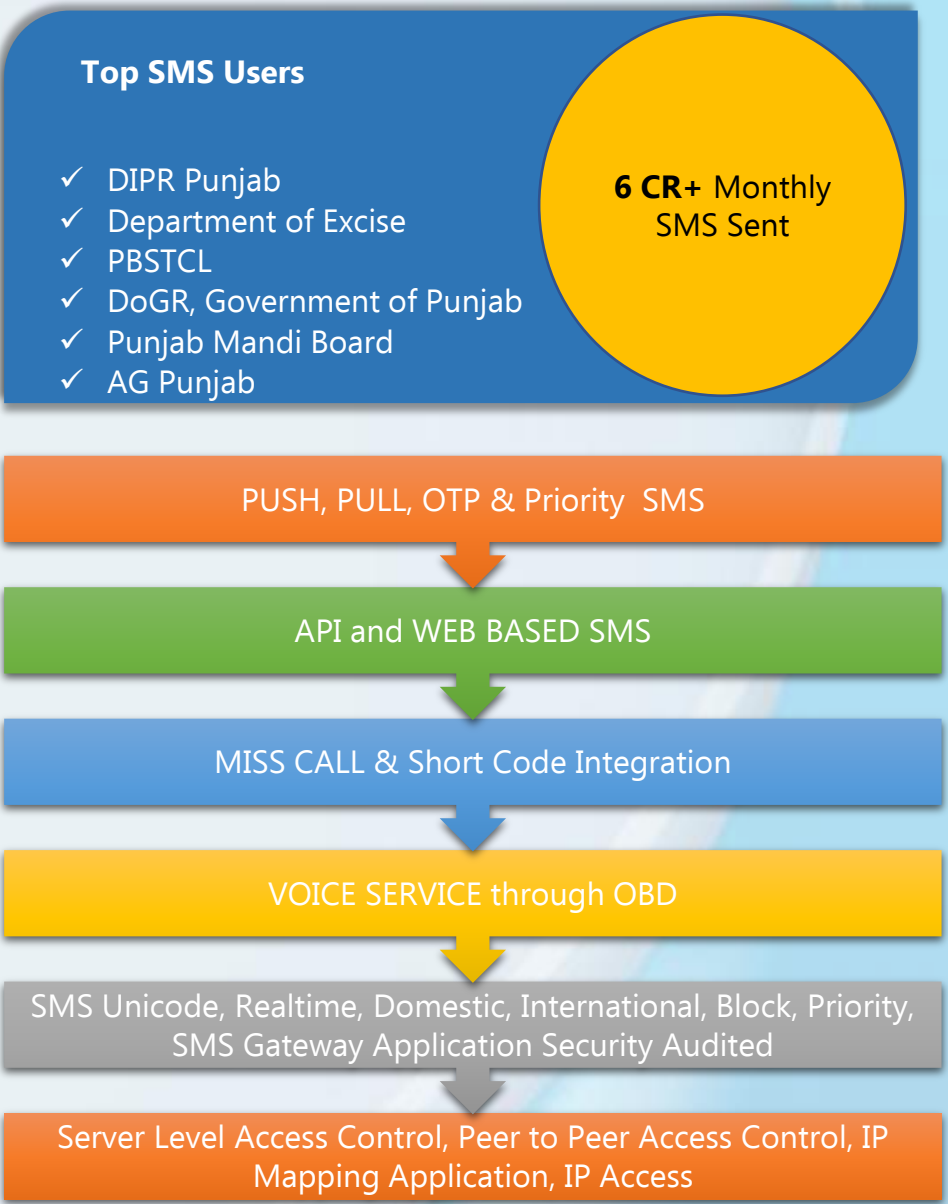 Top SMS Users
✓ DIPR Punjab
✓ Department of Excise
✓ PBSTCL
✓ DoGR, Government of Punjab
✓ Punjab Mandi Board
✓ AG Punjab
6 CR+ Monthly
SMS Sent
PUSH, PULL, OTP & Priority SMS
API and WEB BASED SMS
MISS CALL & Short Code Integration
VOICE SERVICE through OBD
SMS Unicode, Realtime, Domestic, International, Block, Priority,
SMS Gateway Application Security Audited
Server Level Access Control, Peer to Peer Access Control, IP
Mapping Application, IP Access